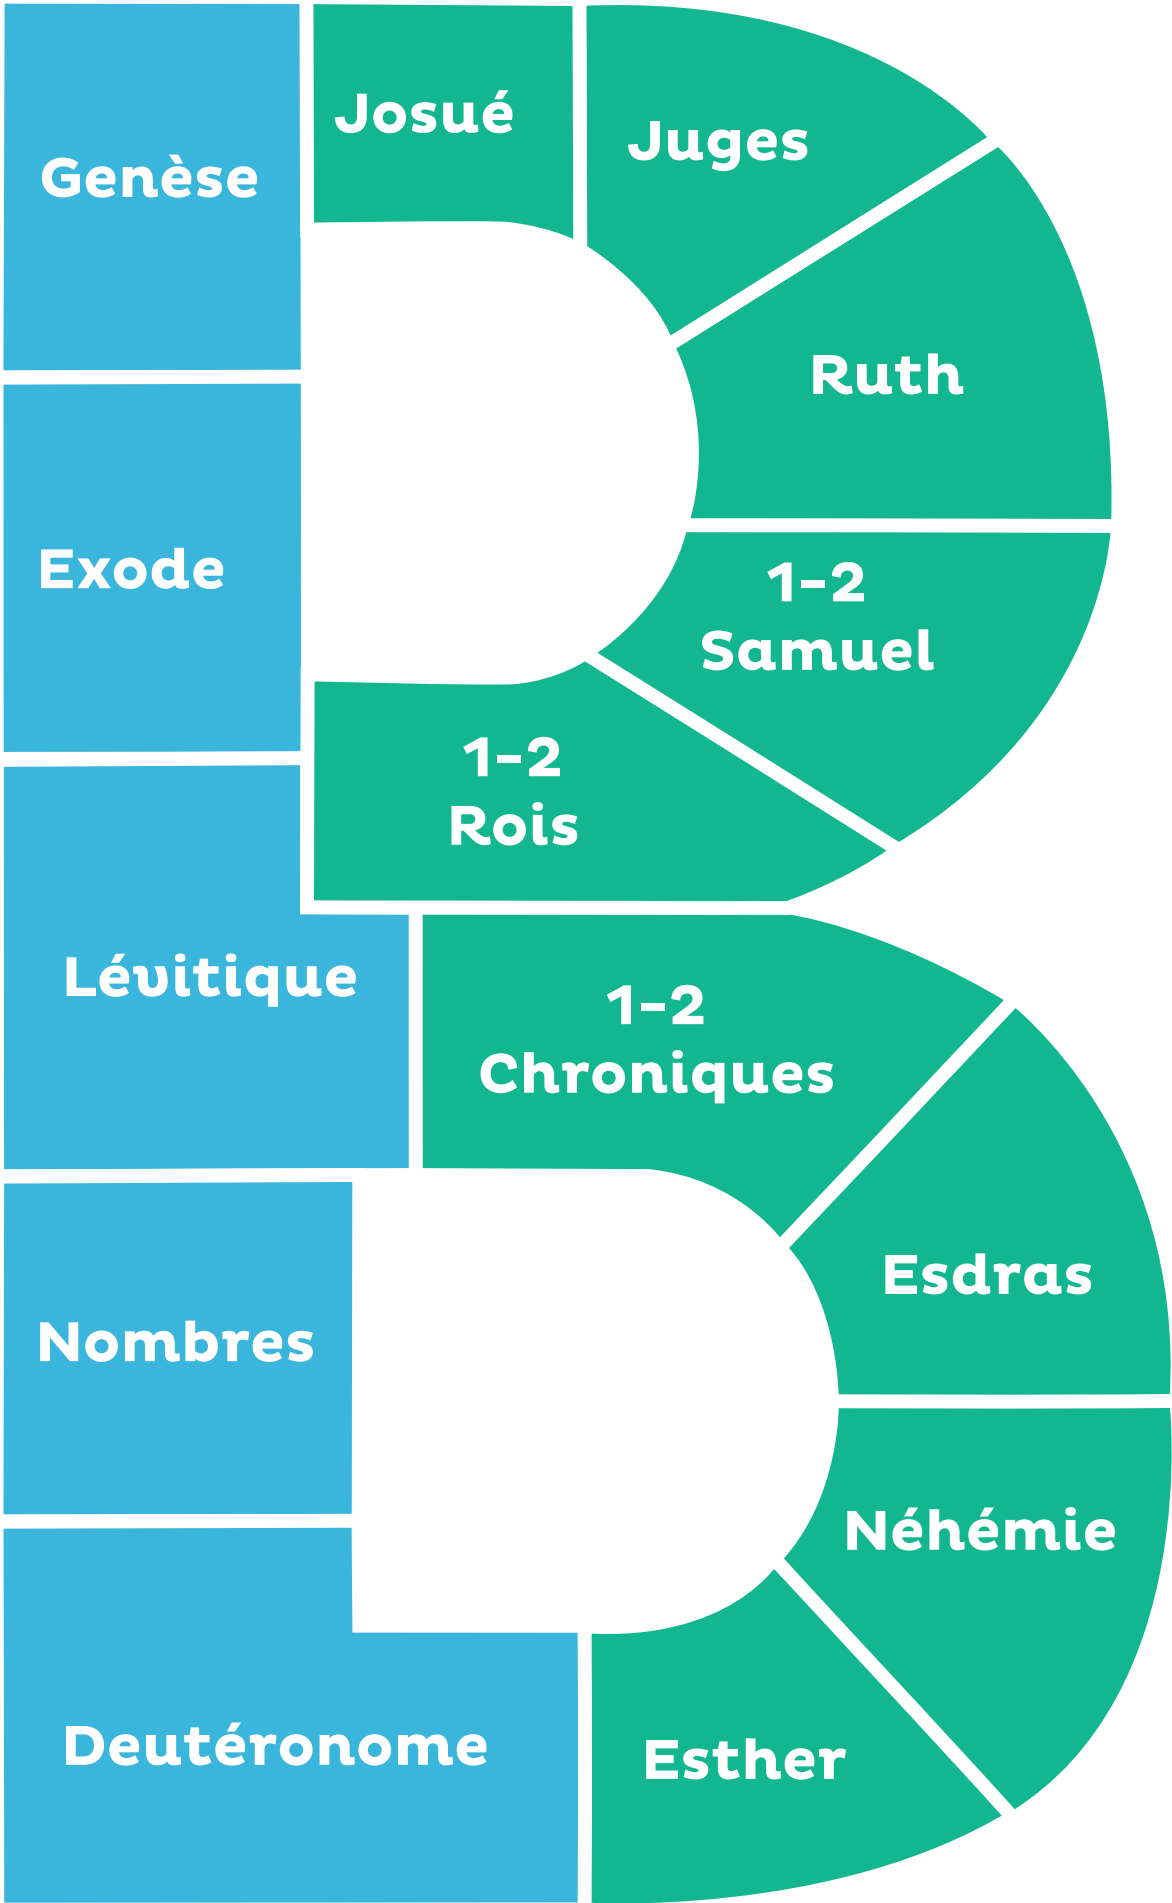 Genèse
Exode
Lévitique
Nombres
Deutéronome
Josué
Juges
Ruth
1-2
Samuel
1-2
Rois
1-2
Chroniques
Esdras
Néhémie
Esther